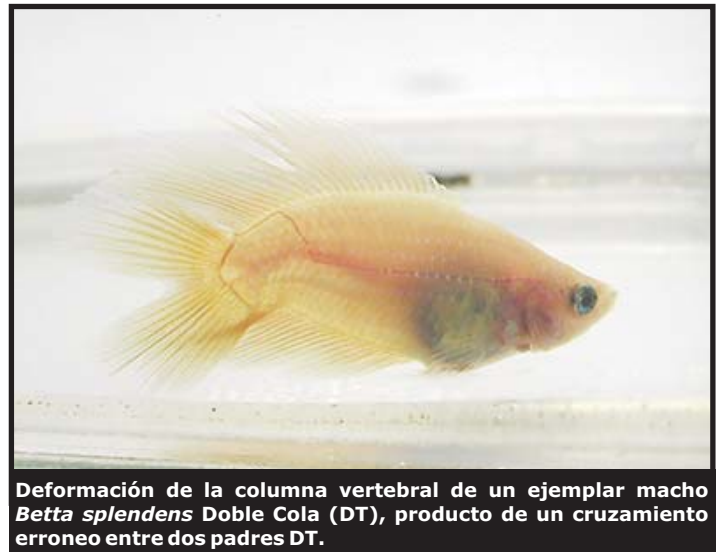 Deformación de la columna vertebral de un ejemplar macho
Betta splendens Doble Cola (DT), producto de un cruzamiento
erroneo entre dos padres DT.